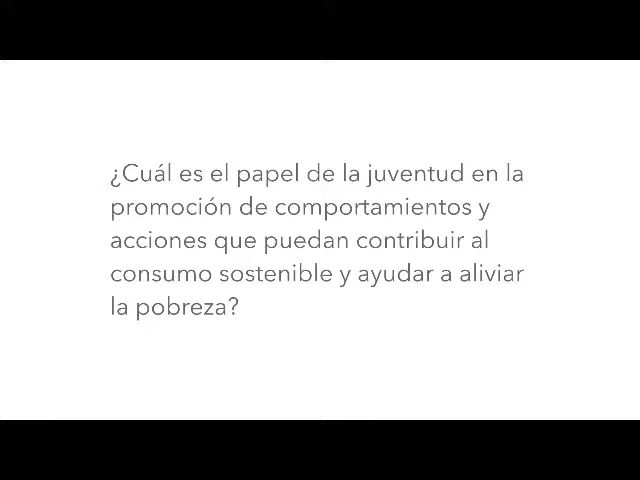 ¿Cuál es el papel de la juventud en la
promoción de comportamientos y
acciones que puedan contribuir al
consumo sostenible y ayudar a aliviar
la pobreza?